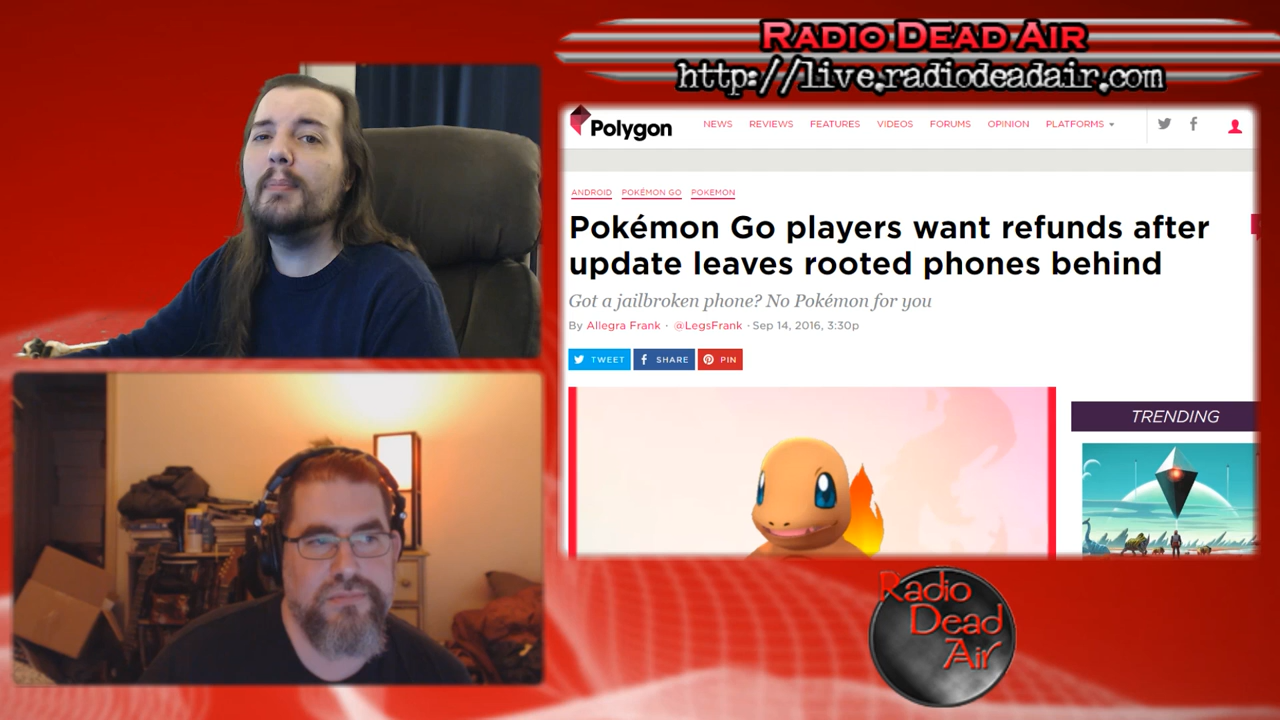 RADIO DEAD AIR
http://live.radiodeadair.com
Polygon
NEWS REVIEWS FEATURES VIDEOS FORUMS OPINION PLATFORMS
ANDROID POKÉMON GO POKEMON
Pokémon Go players want refunds after
update leaves rooted phones behind
Got a jailbroken phone? No Pokémon for you
By Allegra Frank · @LegsFrank · Sep 14, 2016, 3:30p
TWEET SHARE PIN
TRENDING
Radio
Dead
Air